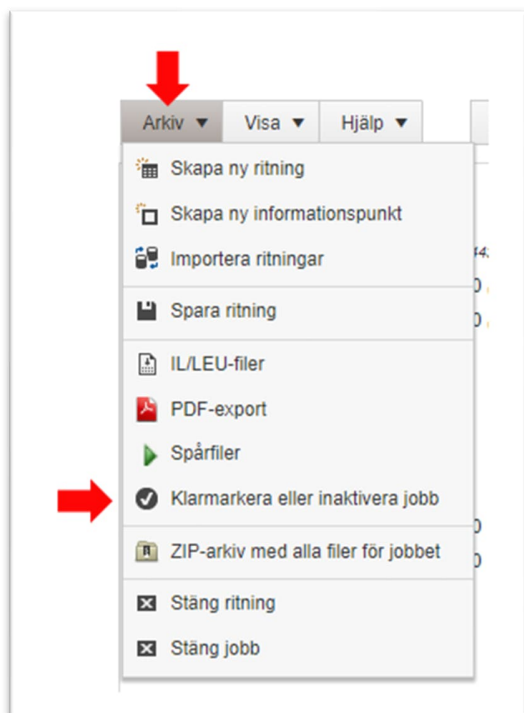 Arkiv ▼ Visa ▼ Hjälp ▼
Skapa ny ritning
Skapa ny informationspunkt
Importera ritningar
Spara ritning
IL/LEU-filer
PDF-export
Spårfiler
Klarmarkera eller inaktivera jobb
ZIP-arkiv med alla filer för jobbet
Stäng ritning
Stäng jobb